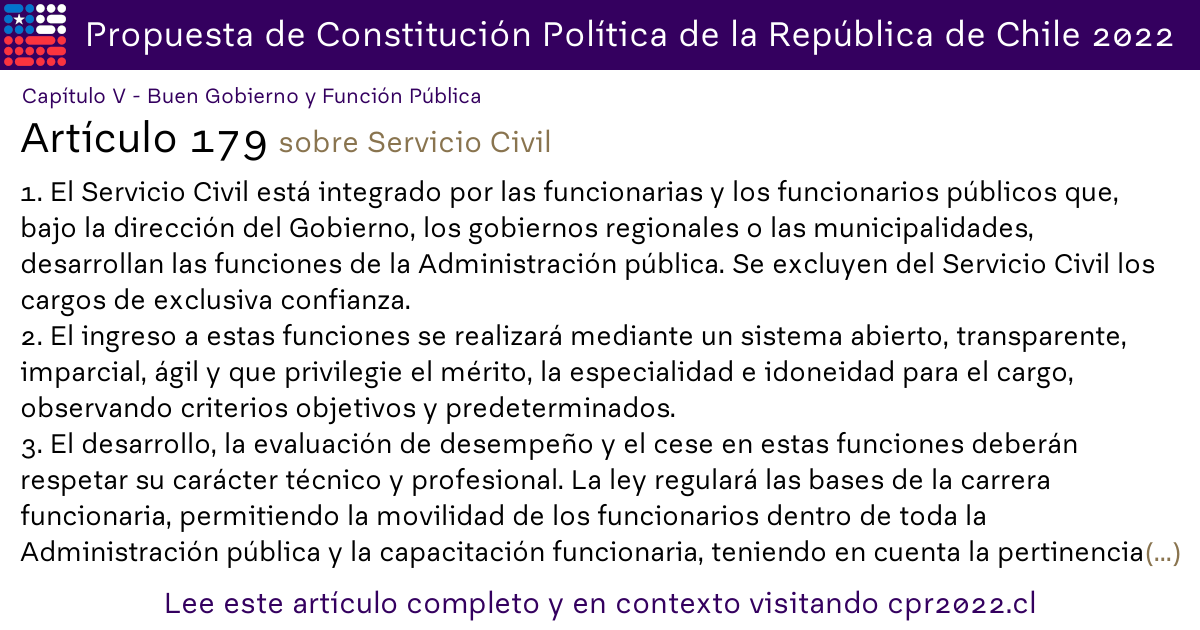 Propuesta de Constitución Política de la República de Chile 2022
Capítulo V - Buen Gobierno y Función Pública
Artículo 179 sobre Servicio Civil
1. El Servicio Civil está integrado por las funcionarias y los funcionarios públicos que,
bajo la dirección del Gobierno, los gobiernos regionales o las municipalidades,
desarrollan las funciones de la Administración pública. Se excluyen del Servicio Civil los
cargos de exclusiva confianza.
2. El ingreso a estas funciones se realizará mediante un sistema abierto, transparente,
imparcial, ágil y que privilegie el mérito, la especialidad e idoneidad para el cargo,
observando criterios objetivos y predeterminados.
3. El desarrollo, la evaluación de desempeño y el cese en estas funciones deberán
respetar su carácter técnico y profesional. La ley regulará las bases de la carrera
funcionaria, permitiendo la movilidad de los funcionarios dentro de toda la
Administración pública y la capacitación funcionaria, teniendo en cuenta la pertinencia(...)
Lee este artículo completo y en contexto visitando cpr2022.cl